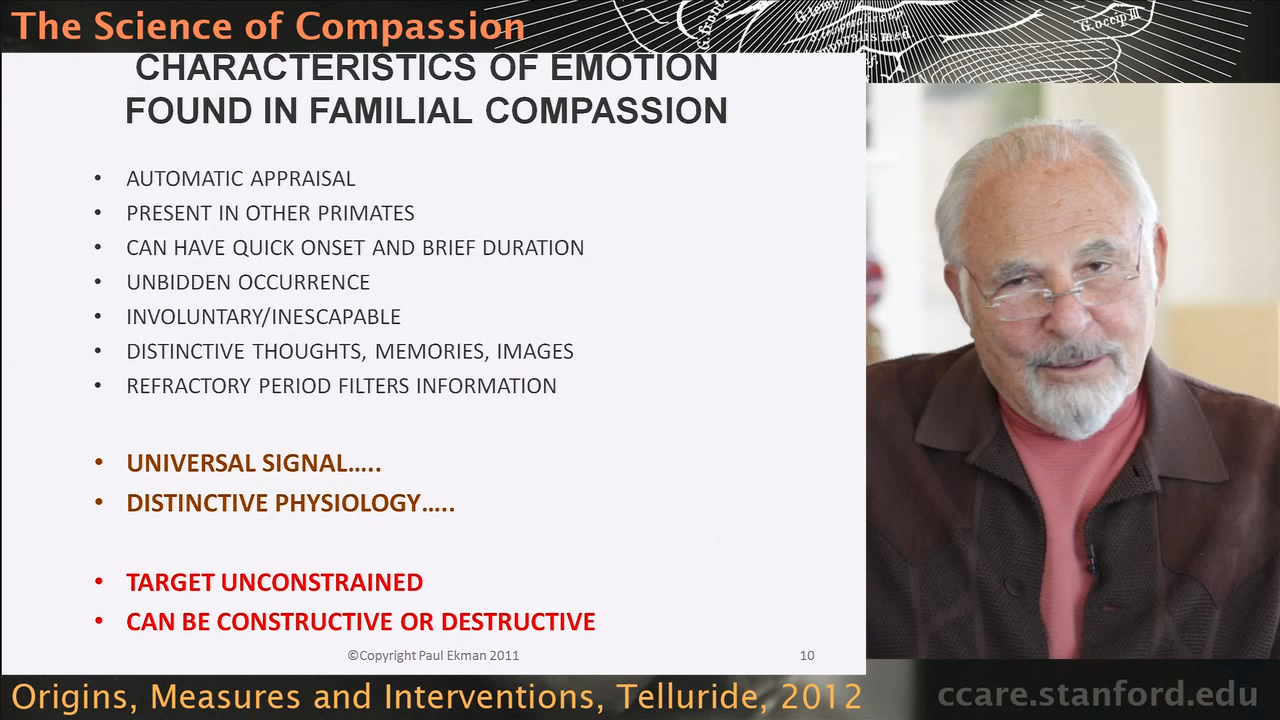 The Science of Compassion
G. occip III
CHARACTERISTICS OF EMOTION
FOUND IN FAMILIAL COMPASSION
• AUTOMATIC APPRAISAL
• PRESENT IN OTHER PRIMATES
• CAN HAVE QUICK ONSET AND BRIEF DURATION
• UNBIDDEN OCCURRENCE
• INVOLUNTARY/INESCAPABLE
• DISTINCTIVE THOUGHTS, MEMORIES, IMAGES
• REFRACTORY PERIOD FILTERS INFORMATION
• UNIVERSAL SIGNAL.....
• DISTINCTIVE PHYSIOLOGY.....
• TARGET UNCONSTRAINED
• CAN BE CONSTRUCTIVE OR DESTRUCTIVE
©Copyright Paul Ekman 2011
10
Origins, Measures and Interventions, Telluride, 2012
ccare.stanford.edu